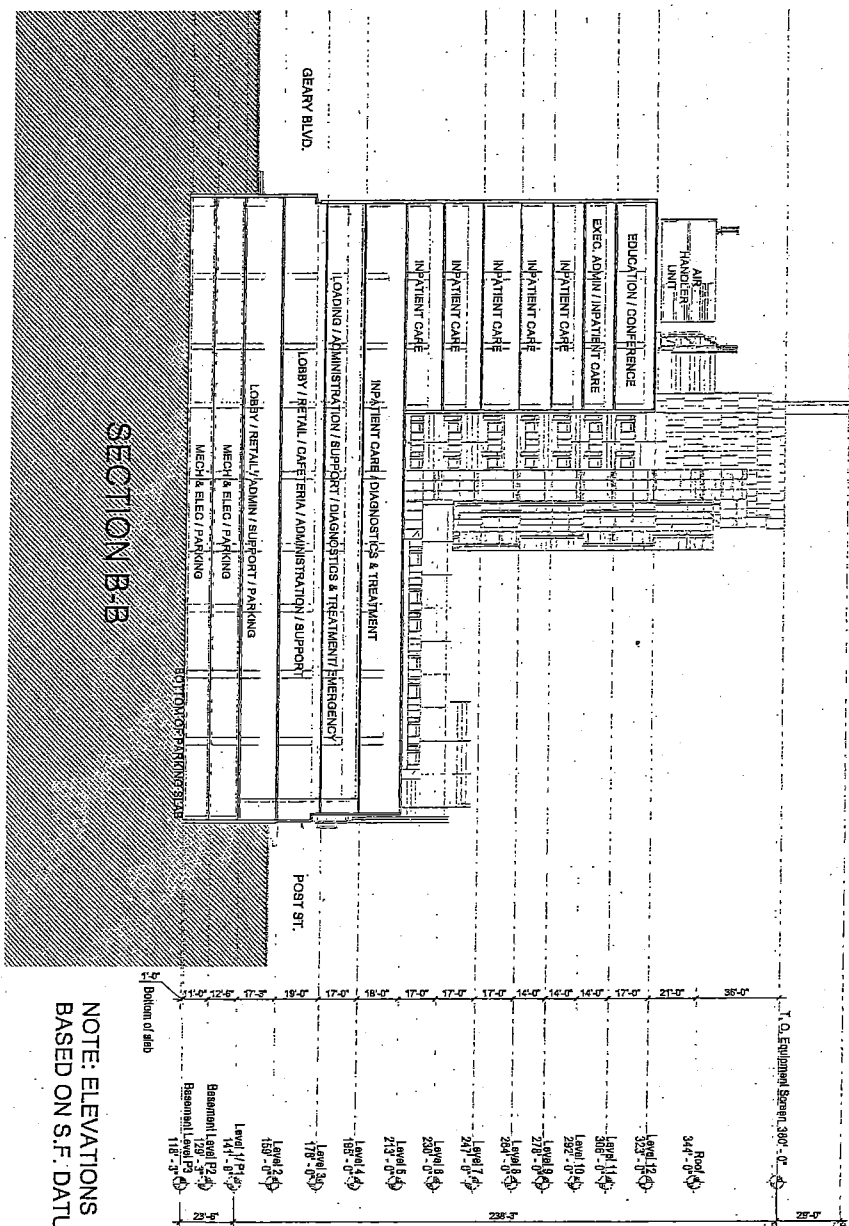 T. O. Equipment Screen 380'-0"
29'-0"
AIR
HANDLER
UNIT
36'-0"
Roof
344'-0"
21'-0"
EDUCATION / CONFERENCE
Level 12
323'-0"
17'-0"
EXEC. ADMIN / INPATIENT CARE
Level 11
306'-0"
14'-0"
INPATIENT CARE
Level 10
292'-0"
14'-0"
INPATIENT CARE
Level 9
278'-0"
14'-0"
INPATIENT CARE
Level 8
264'-0"
17'-0"
INPATIENT CARE
Level 7
247'-0"
17'-0"
INPATIENT CARE
Level 6
230'-0"
17'-0"
INPATIENT CARE / DIAGNOSTICS & TREATMENT
Level 5
213'-0"
18'-0"
LOADING / ADMINISTRATION / SUPPORT / DIAGNOSTICS & TREATMENT/ EMERGENCY
Level 4
195'-0"
17'-0"
GEARY BLVD.
LOBBY / RETAIL / CAFETERIA / ADMINISTRATION / SUPPORT
POST ST.
Level 3
178'-0"
19'-0"
LOBBY / RETAIL / ADMIN / SUPPORT / PARKING
Level 2
159'-0"
17'-3"
238'-3"
MECH & ELEC / PARKING
Level 1/P1
141'-9"
12'-6"
MECH & ELEC / PARKING
Basement Level P2
129'-3"
11'-0"
23'-6"
BOTTOM OF PARKING SLAB
Basement Level P3
118'-3"
1'-0"
Bottom of slab
SECTION B-B
NOTE: ELEVATIONS
BASED ON S.F. DATU